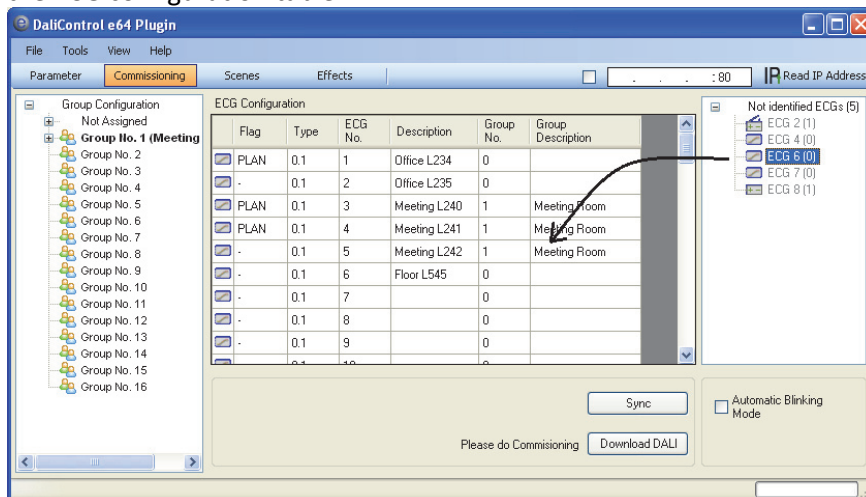 DaliControl e64 Plugin
File Tools View Help
Parameter Commissioning Scenes Effects . . . : 80 IP Read IP Address
Group Configuration
Not Assigned
Group No. 1 (Meeting
Group No. 2
Group No. 3
Group No. 4
Group No. 5
Group No. 6
Group No. 7
Group No. 8
Group No. 9
Group No. 10
Group No. 11
Group No. 12
Group No. 13
Group No. 14
Group No. 15
Group No. 16
ECG Configuration
Flag Type ECG No. Description Group No. Group Description
PLAN 0.1 1 Office L234 0
- 0.1 2 Office L235 0
PLAN 0.1 3 Meeting L240 1 Meeting Room
PLAN 0.1 4 Meeting L241 1 Meeting Room
- 0.1 5 Meeting L242 1 Meeting Room
- 0.1 6 Floor L545 0
- 0.1 7 0
- 0.1 8 0
- 0.1 9 0
Not identified ECGs (5)
ECG 2 (1)
ECG 4 (0)
ECG 6 (0)
ECG 7 (0)
ECG 8 (1)
Sync
Please do Commisioning Download DALI
Automatic Blinking
Mode